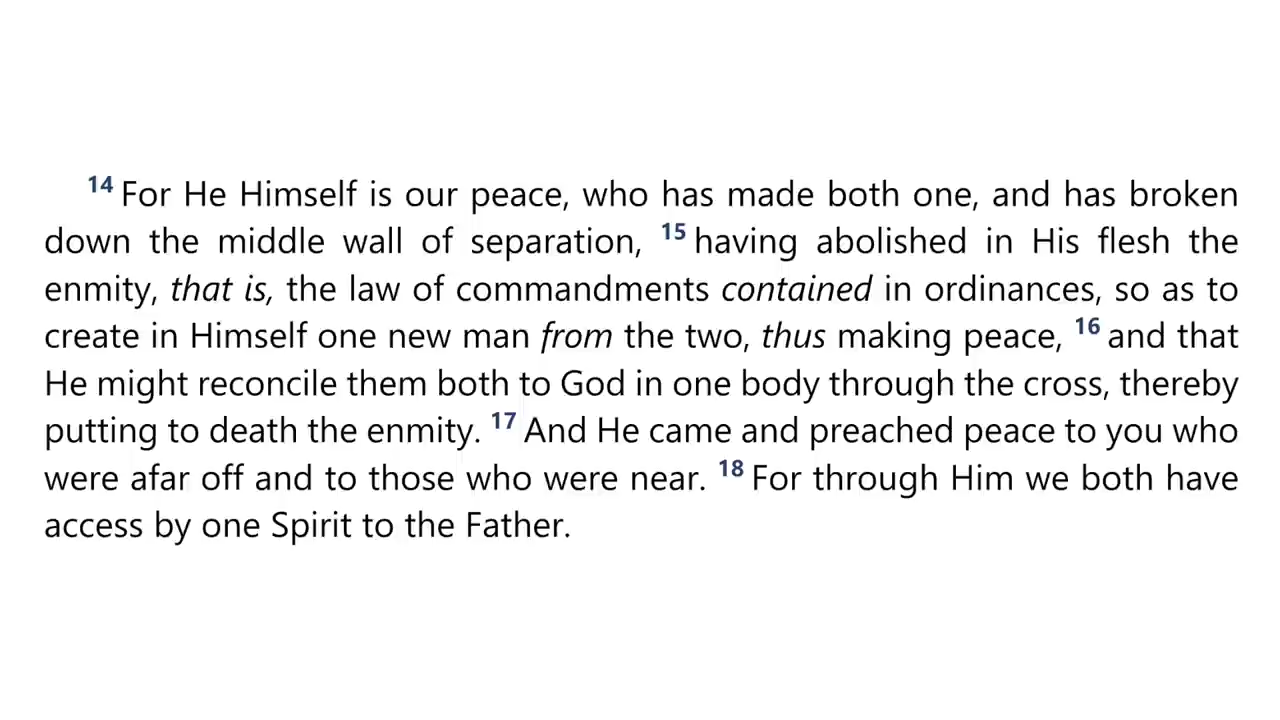 14 For He Himself is our peace, who has made both one, and has broken
down the middle wall of separation, 15 having abolished in His flesh the
enmity, that is, the law of commandments contained in ordinances, so as to
create in Himself one new man from the two, thus making peace, 16 and that
He might reconcile them both to God in one body through the cross, thereby
putting to death the enmity. 17 And He came and preached peace to you who
were afar off and to those who were near. 18 For through Him we both have
access by one Spirit to the Father.